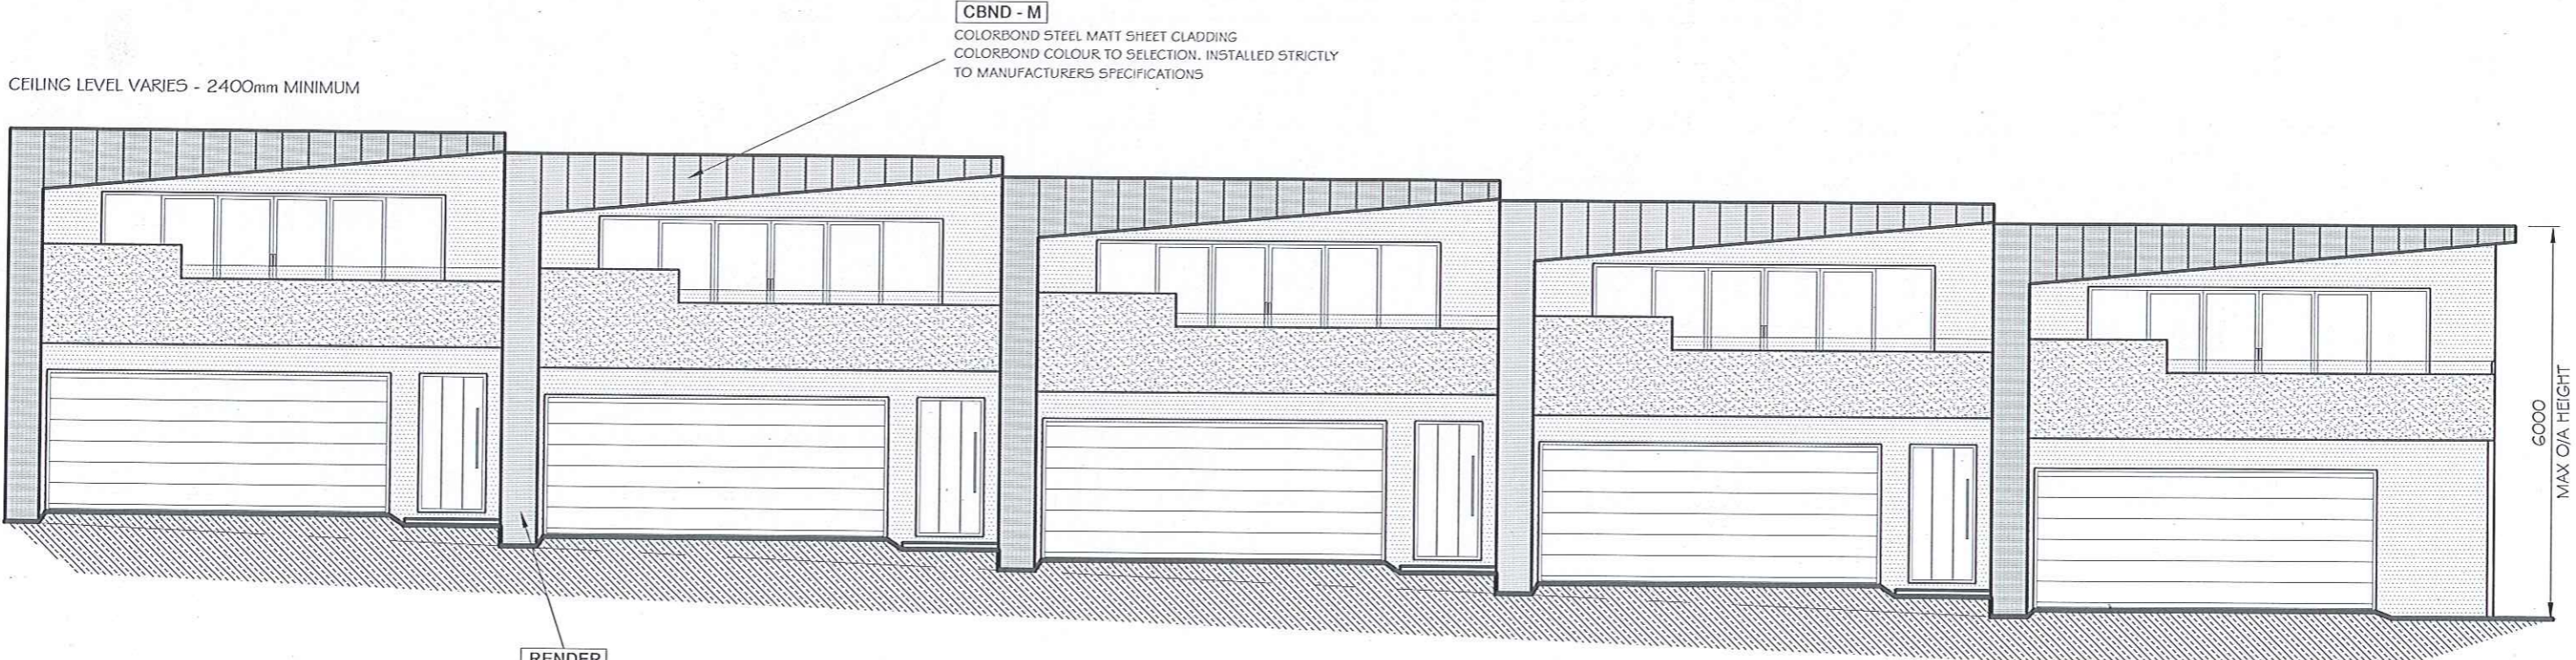 CBND - M
COLORBOND STEEL MATT SHEET CLADDING
COLORBOND COLOUR TO SELECTION. INSTALLED STRICTLY
TO MANUFACTURERS SPECIFICATIONS
CEILING LEVEL VARIES - 2400mm MINIMUM
6000
MAX O/A HEIGHT
RENDER